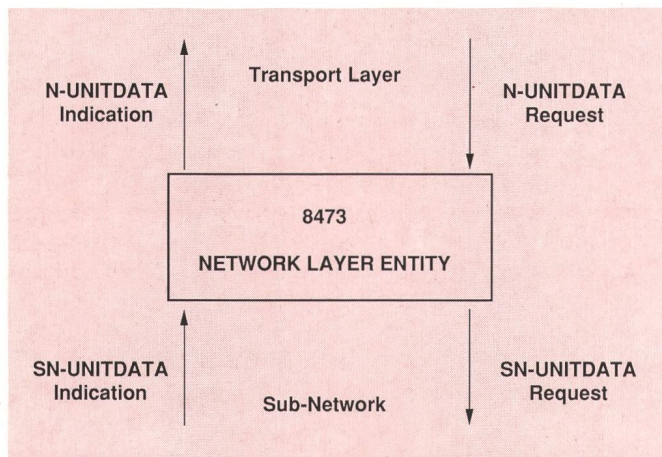 Transport Layer
N-UNITDATA
Indication
N-UNITDATA
Request
8473
NETWORK LAYER ENTITY
SN-UNITDATA
Indication
SN-UNITDATA
Request
Sub-Network